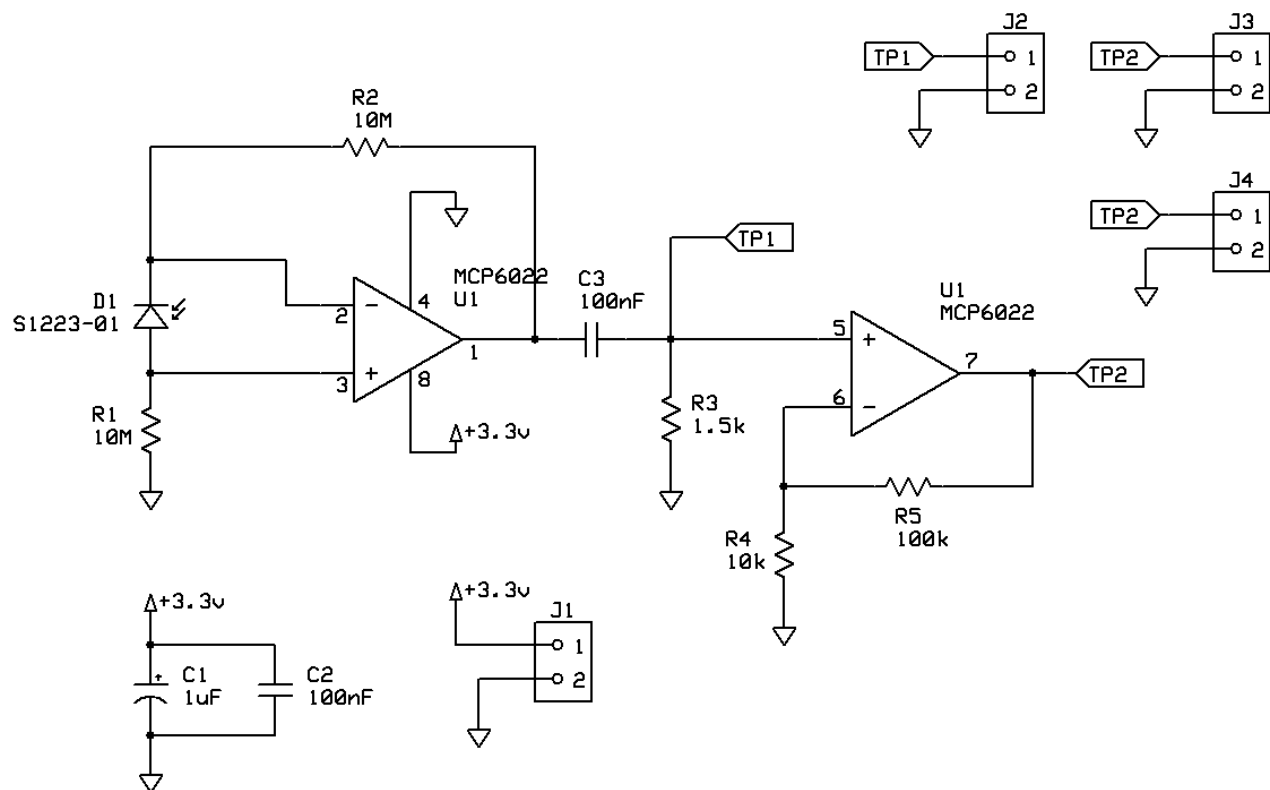 J2
TP1
1
2
J3
TP2
1
2
R2
10M
J4
TP2
1
2
4
MCP6022
U1
TP1
C3
100nF
D1
S1223-01
2
-
1
3
+
8
+3.3v
R1
10M
U1
MCP6022
5
+
7
TP2
6
-
R3
1.5k
R5
100k
R4
10k
+3.3v
C1
1uF
+
C2
100nF
+3.3v
J1
1
2